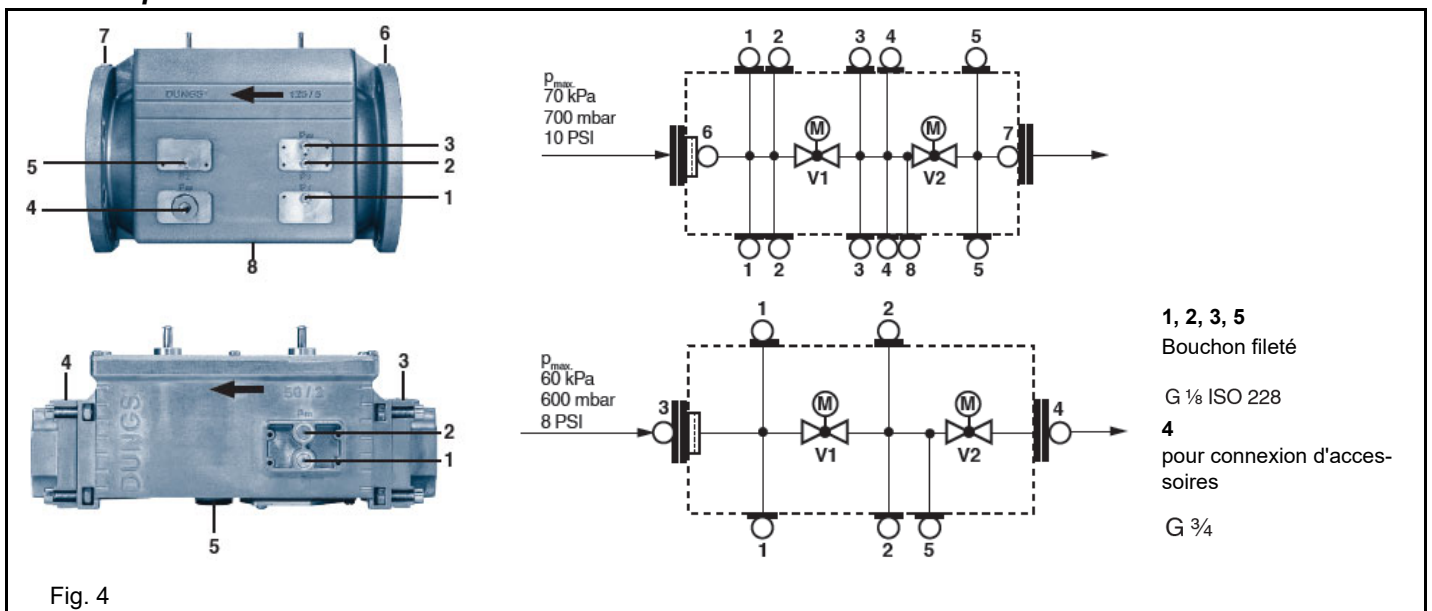 7
6
DUNGS
125 / 5
5
3
2
4
1
8
1 2 3 4 5
pmax.
70 kPa
700 mbar
10 PSI
6
M
M
7
V1
V2
1 2 3 4 8 5
4
3
50 / 2
DUNGS
2
1
5
1 2
pmax.
60 kPa
600 mbar
8 PSI
3
M
M
4
V1
V2
1 2 5
1, 2, 3, 5
Bouchon fileté
G ⅛ ISO 228
4
pour connexion d'acces-
soires
G ¾
Fig. 4